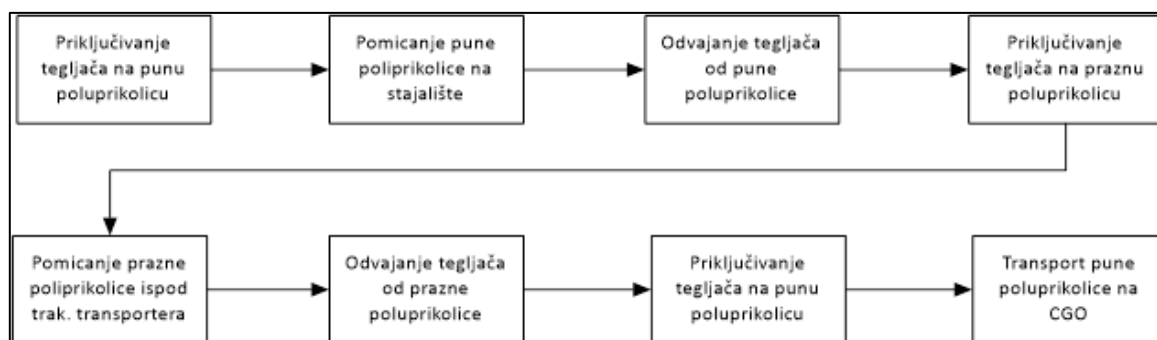 Priključivanje
tegljača na punu
poluprikolicu
Pomicanje pune
poliprikolice na
stajalište
Odvajanje tegljača
od pune
poluprikolice
Priključivanje
tegljača na praznu
poluprikolicu
Pomicanje prazne
poliprikolice ispod
trak. transportera
Odvajanje tegljača
od prazne
poluprikolice
Priključivanje
tegljača na punu
poluprikolicu
Transport pune
poluprikolice na
CGO